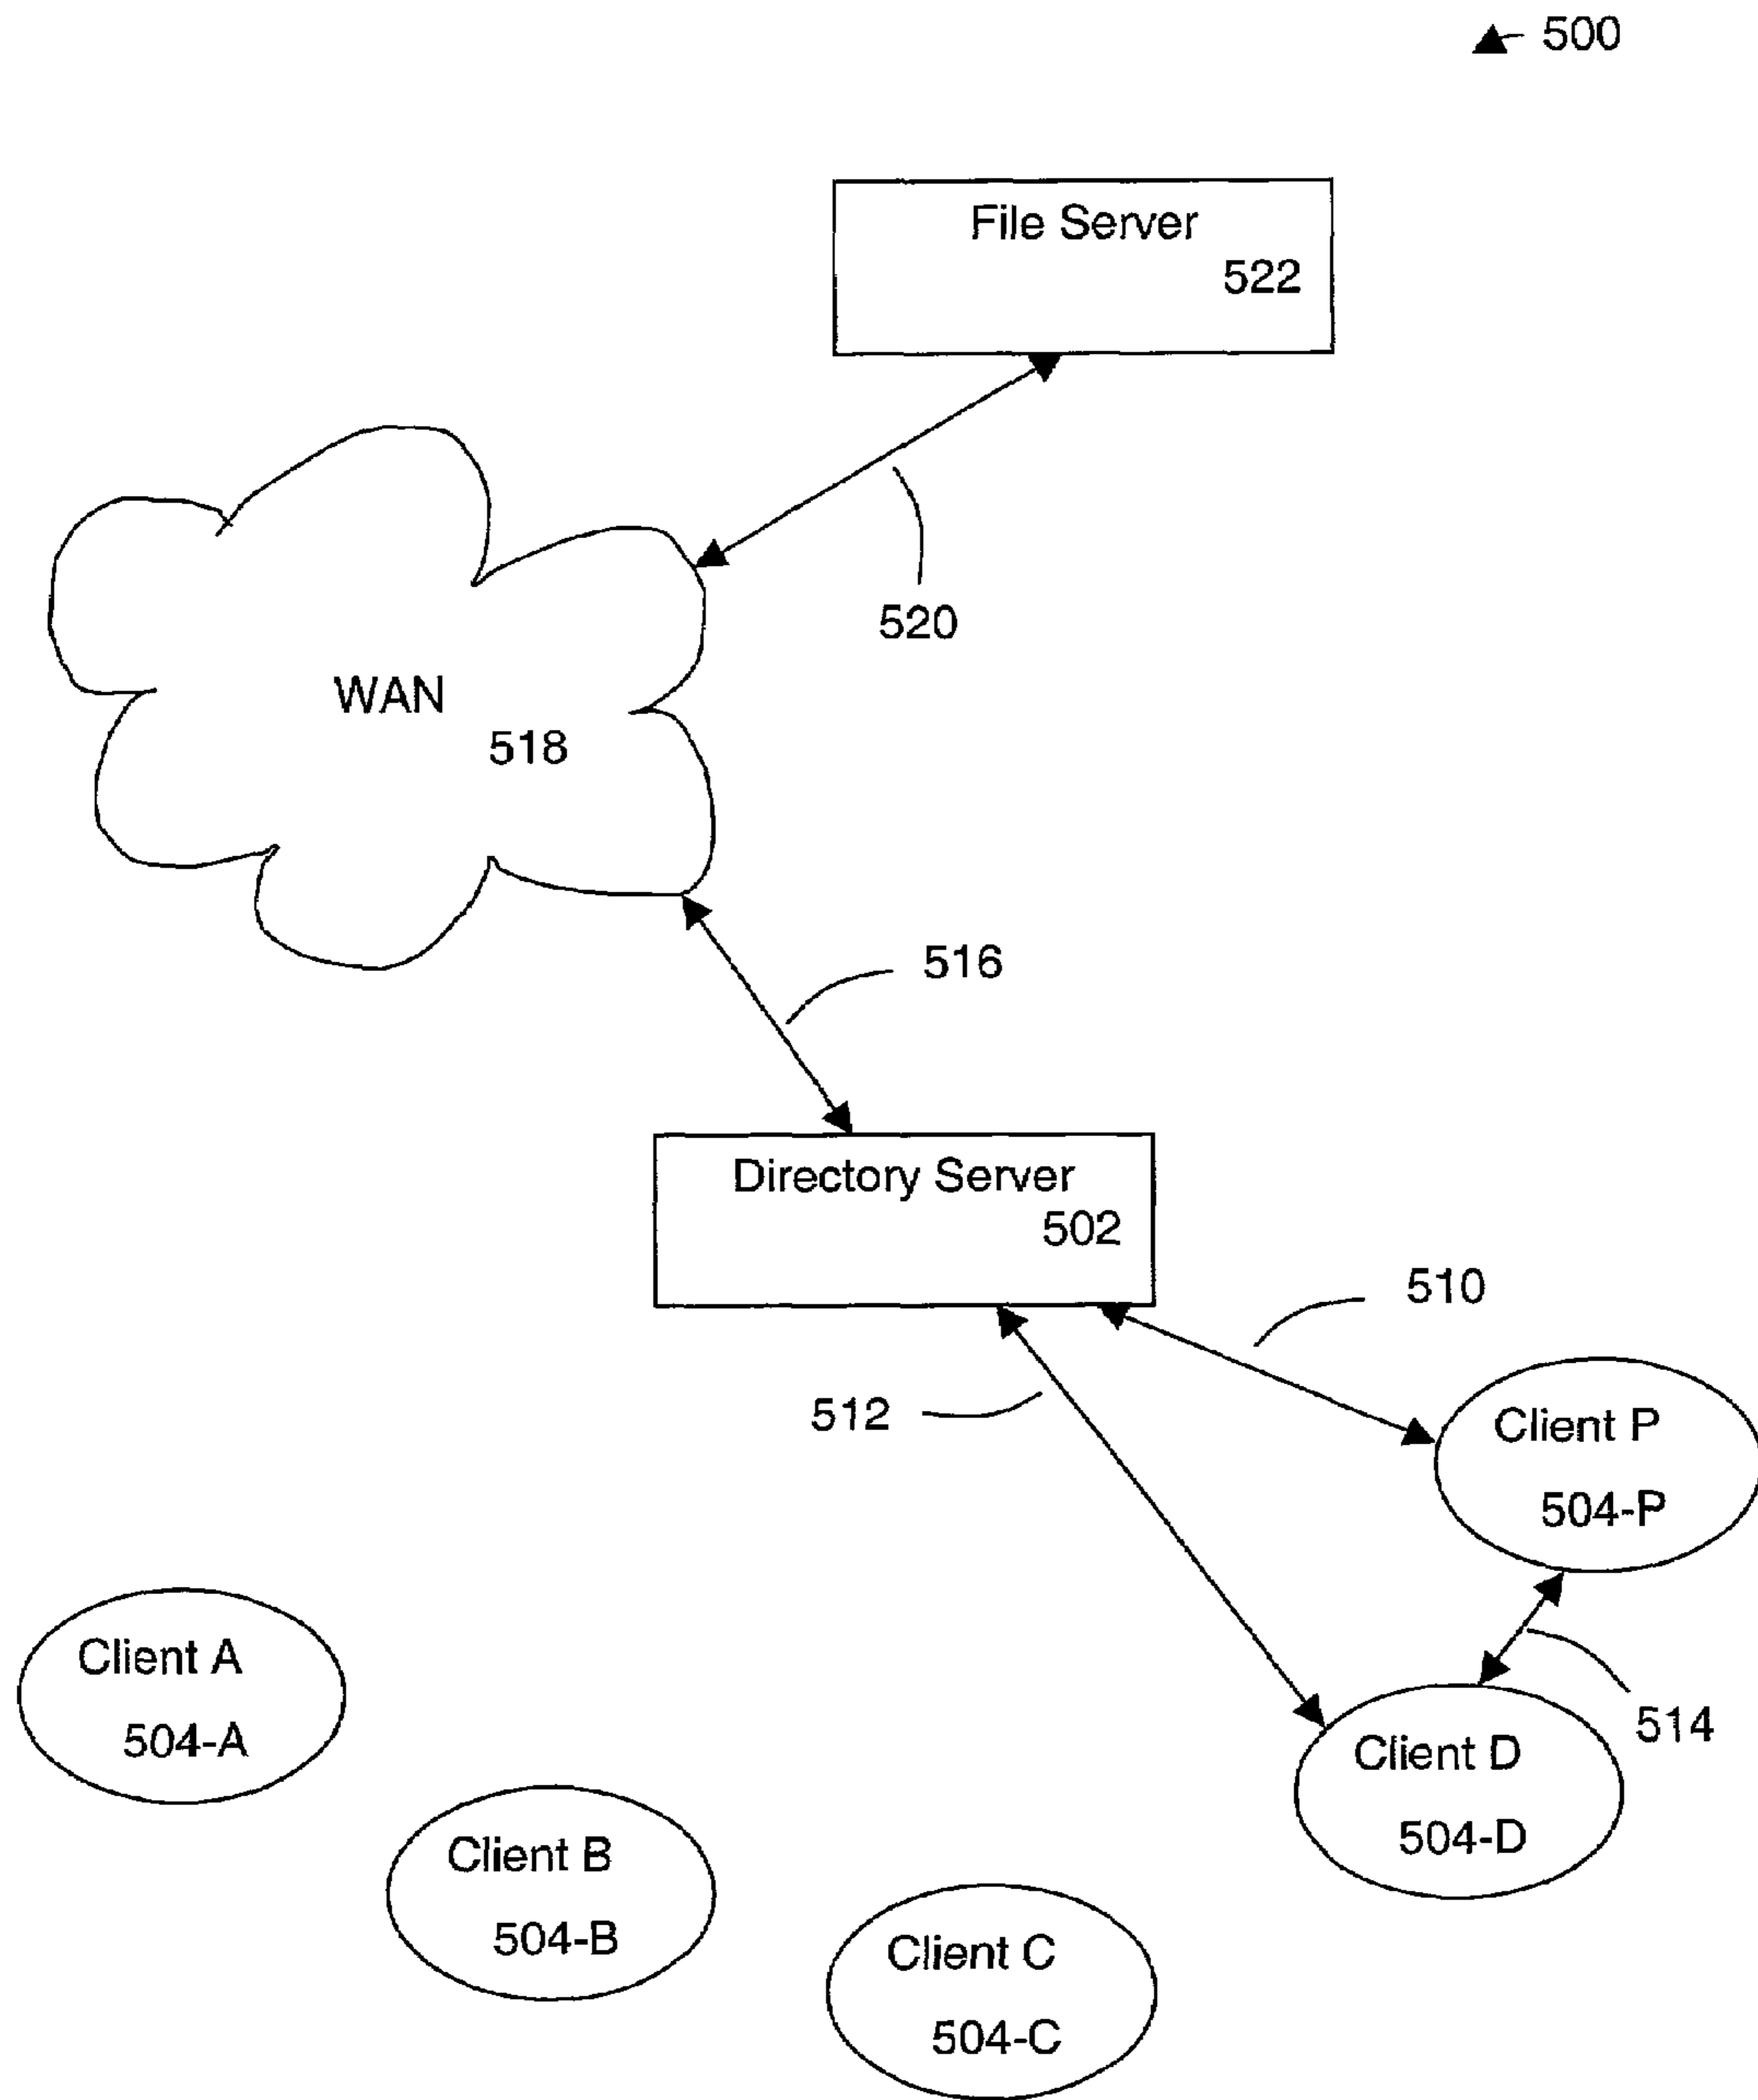 500
File Server
522
520
WAN
518
516
Directory Server
502
510
512
Client P
504-P
Client A
504-A
514
Client D
504-D
Client B
504-B
Client C
504-C